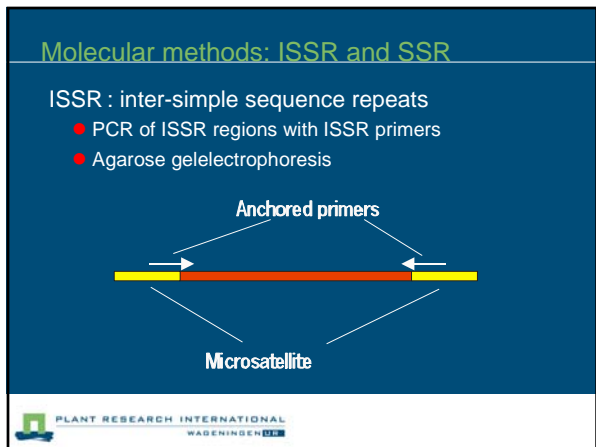 Molecular methods: ISSR and SSR
ISSR : inter-simple sequence repeats
PCR of ISSR regions with ISSR primers
Agarose gelelectrophoresis
Anchored primers
Microsatellite
PLANT RESEARCH INTERNATIONAL
WAGENINGEN UR